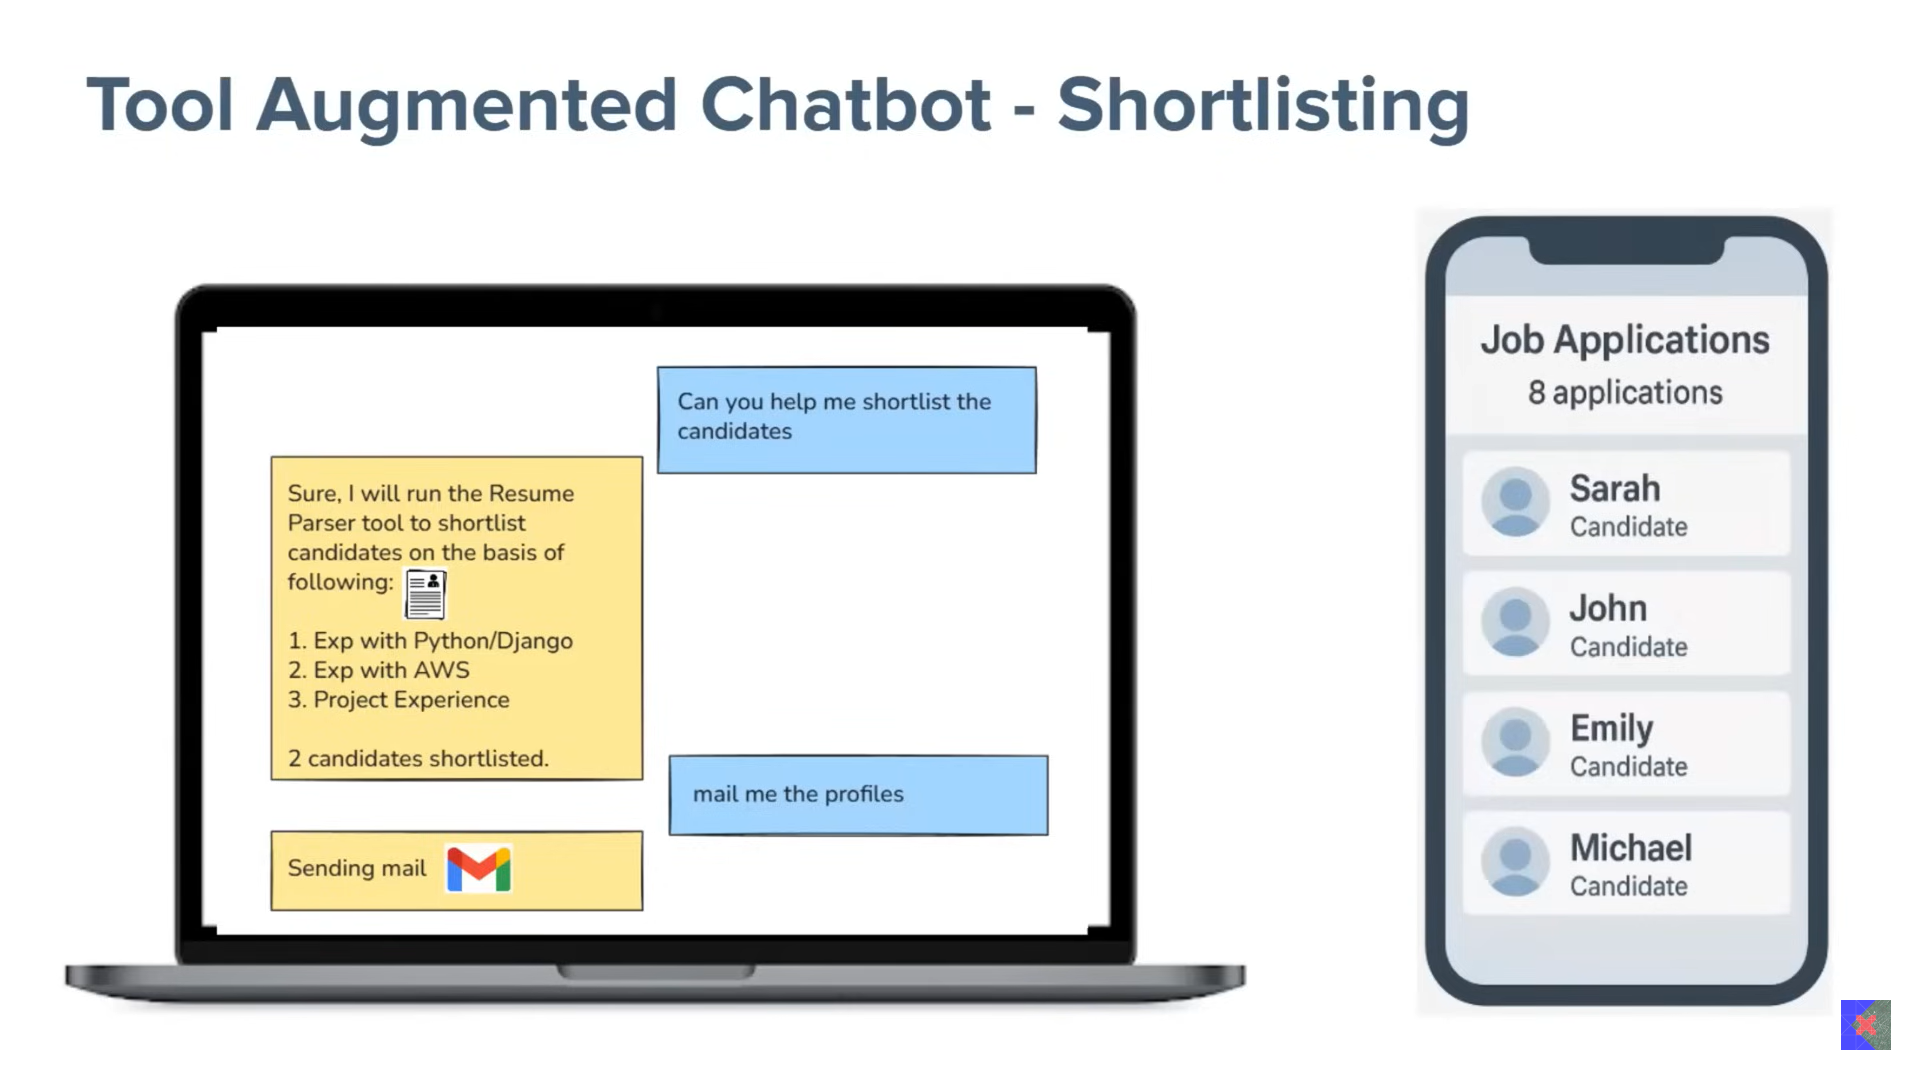 Tool Augmented Chatbot - Shortlisting
Can you help me shortlist the
candidates
Sure, I will run the Resume
Parser tool to shortlist
candidates on the basis of
following:
1. Exp with Python/Django
2. Exp with AWS
3. Project Experience
2 candidates shortlisted.
mail me the profiles
Sending mail
Job Applications
8 applications
Sarah
Candidate
John
Candidate
Emily
Candidate
Michael
Candidate